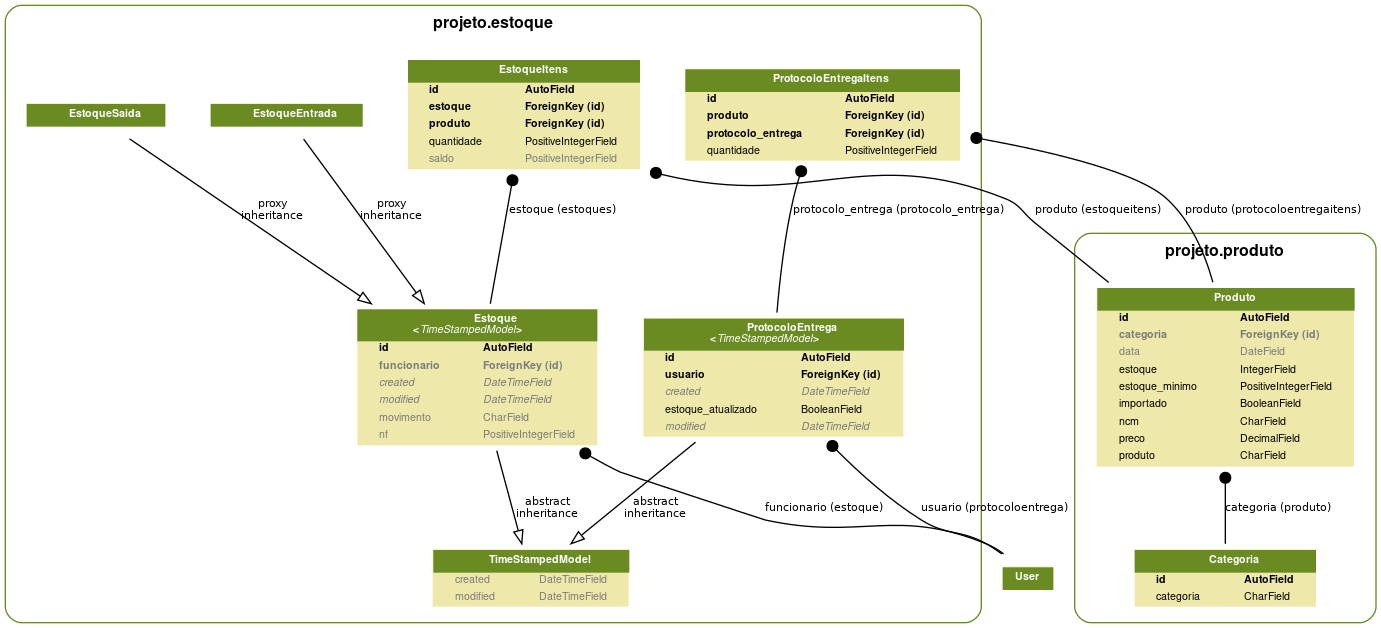 projeto.estoque
EstoqueSaida
EstoqueEntrada
EstoqueItens
id AutoField
estoque ForeignKey (id)
produto ForeignKey (id)
quantidade PositiveIntegerField
saldo PositiveIntegerField
ProtocoloEntregaItens
id AutoField
produto ForeignKey (id)
protocolo_entrega ForeignKey (id)
quantidade PositiveIntegerField
proxy
inheritance
proxy
inheritance
estoque (estoques)
protocolo_entrega (protocolo_entrega)
produto (estoqueitens)
produto (protocoloentregaitens)
Estoque
<TimeStampedModel>
id AutoField
funcionario ForeignKey (id)
created DateTimeField
modified DateTimeField
movimento CharField
nf PositiveIntegerField
ProtocoloEntrega
<TimeStampedModel>
id AutoField
usuario ForeignKey (id)
created DateTimeField
estoque_atualizado BooleanField
modified DateTimeField
projeto.produto
Produto
id AutoField
categoria ForeignKey (id)
data DateField
estoque IntegerField
estoque_minimo PositiveIntegerField
importado BooleanField
ncm CharField
preco DecimalField
produto CharField
abstract
inheritance
abstract
inheritance
funcionario (estoque)
usuario (protocoloentrega)
categoria (produto)
TimeStampedModel
created DateTimeField
modified DateTimeField
User
Categoria
id AutoField
categoria CharField